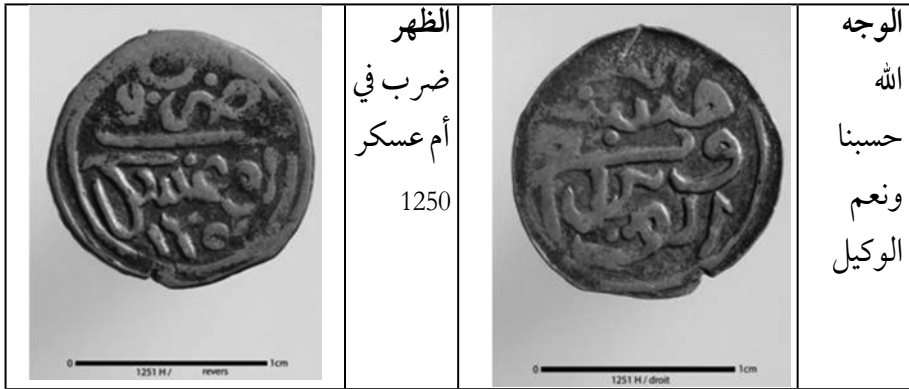 الوجه
الله
حسبنا
ونعم
الوكيل
0 1cm
1251 H / droit
الظهر
ضرب في
أم عسكر
1250
0 1cm
1251 H / revers